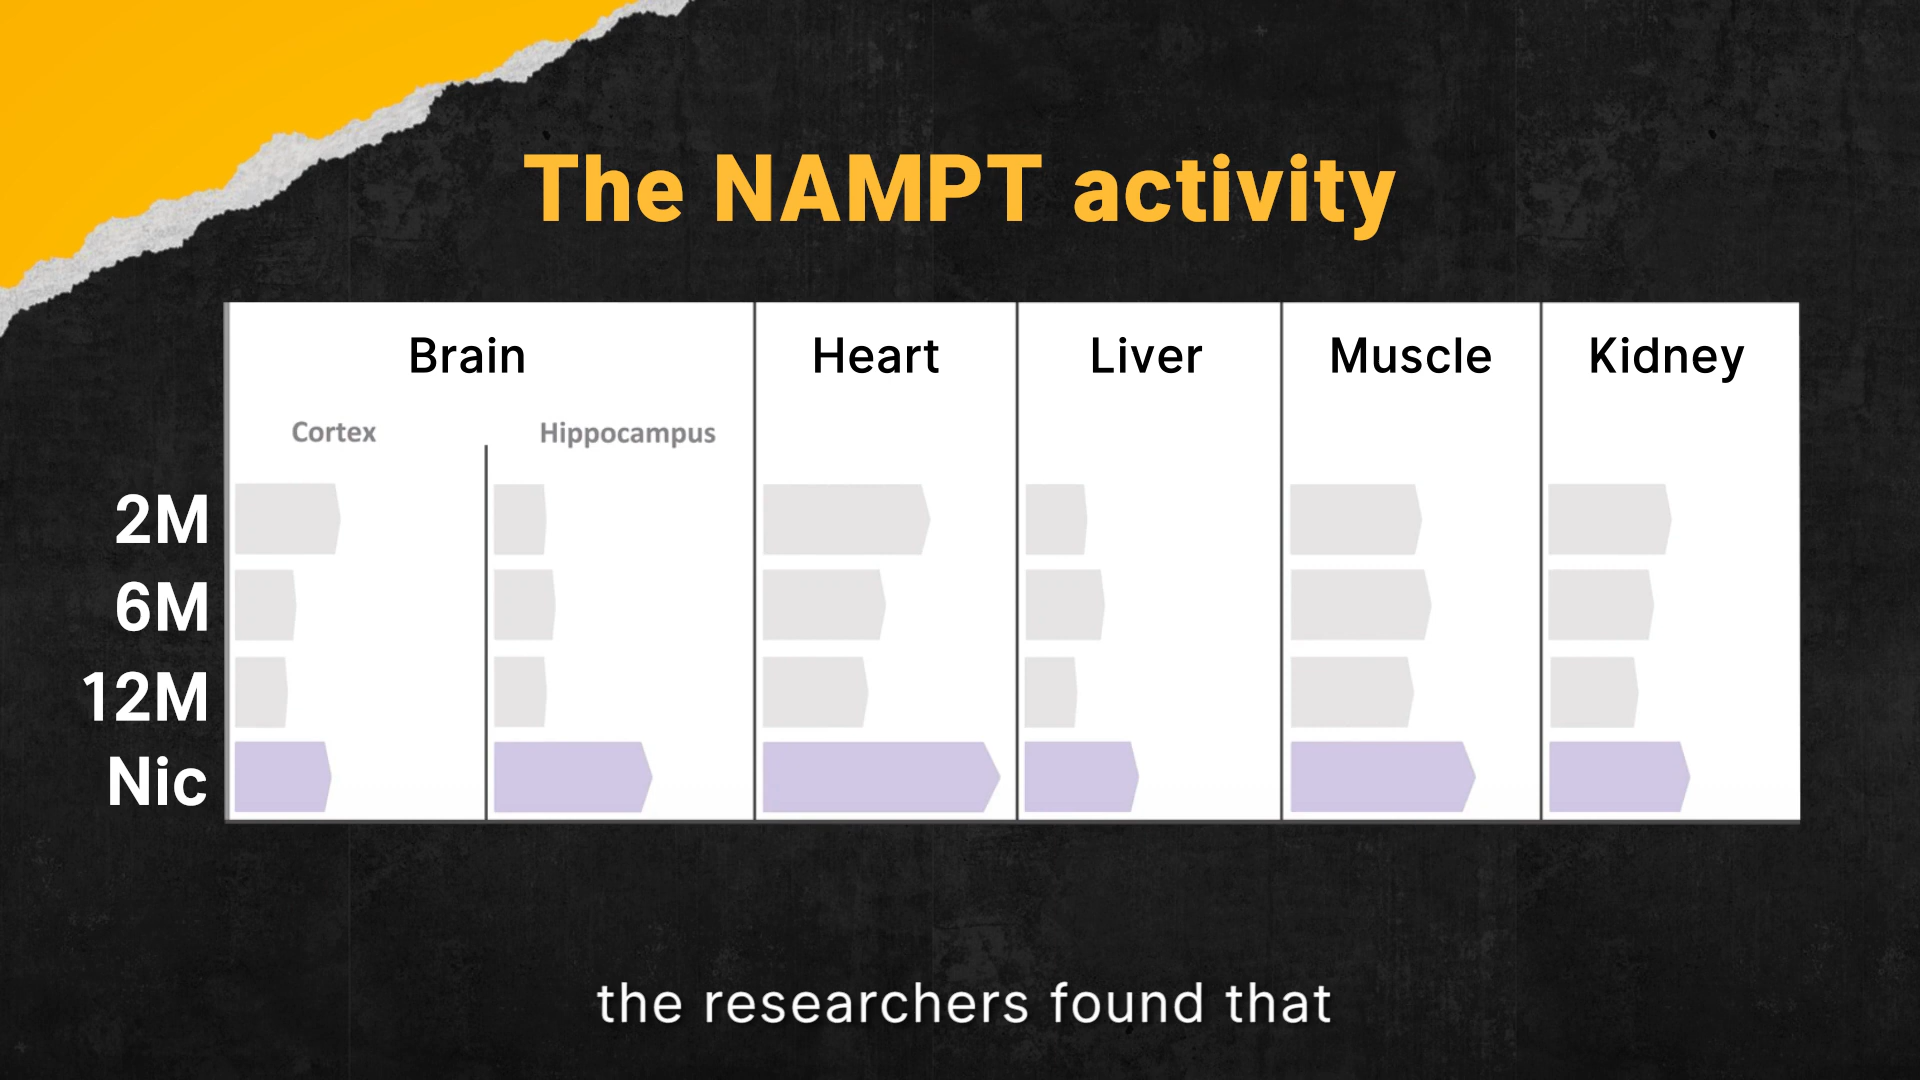 The NAMPT activity
Brain Heart Liver Muscle Kidney
Cortex Hippocampus
2M
6M
12M
Nic
the researchers found that